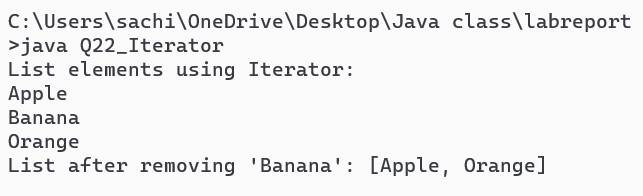 C:\Users\sachi\OneDrive\Desktop\Java class\labreport
>java Q22_Iterator
List elements using Iterator:
Apple
Banana
Orange
List after removing 'Banana': [Apple, Orange]